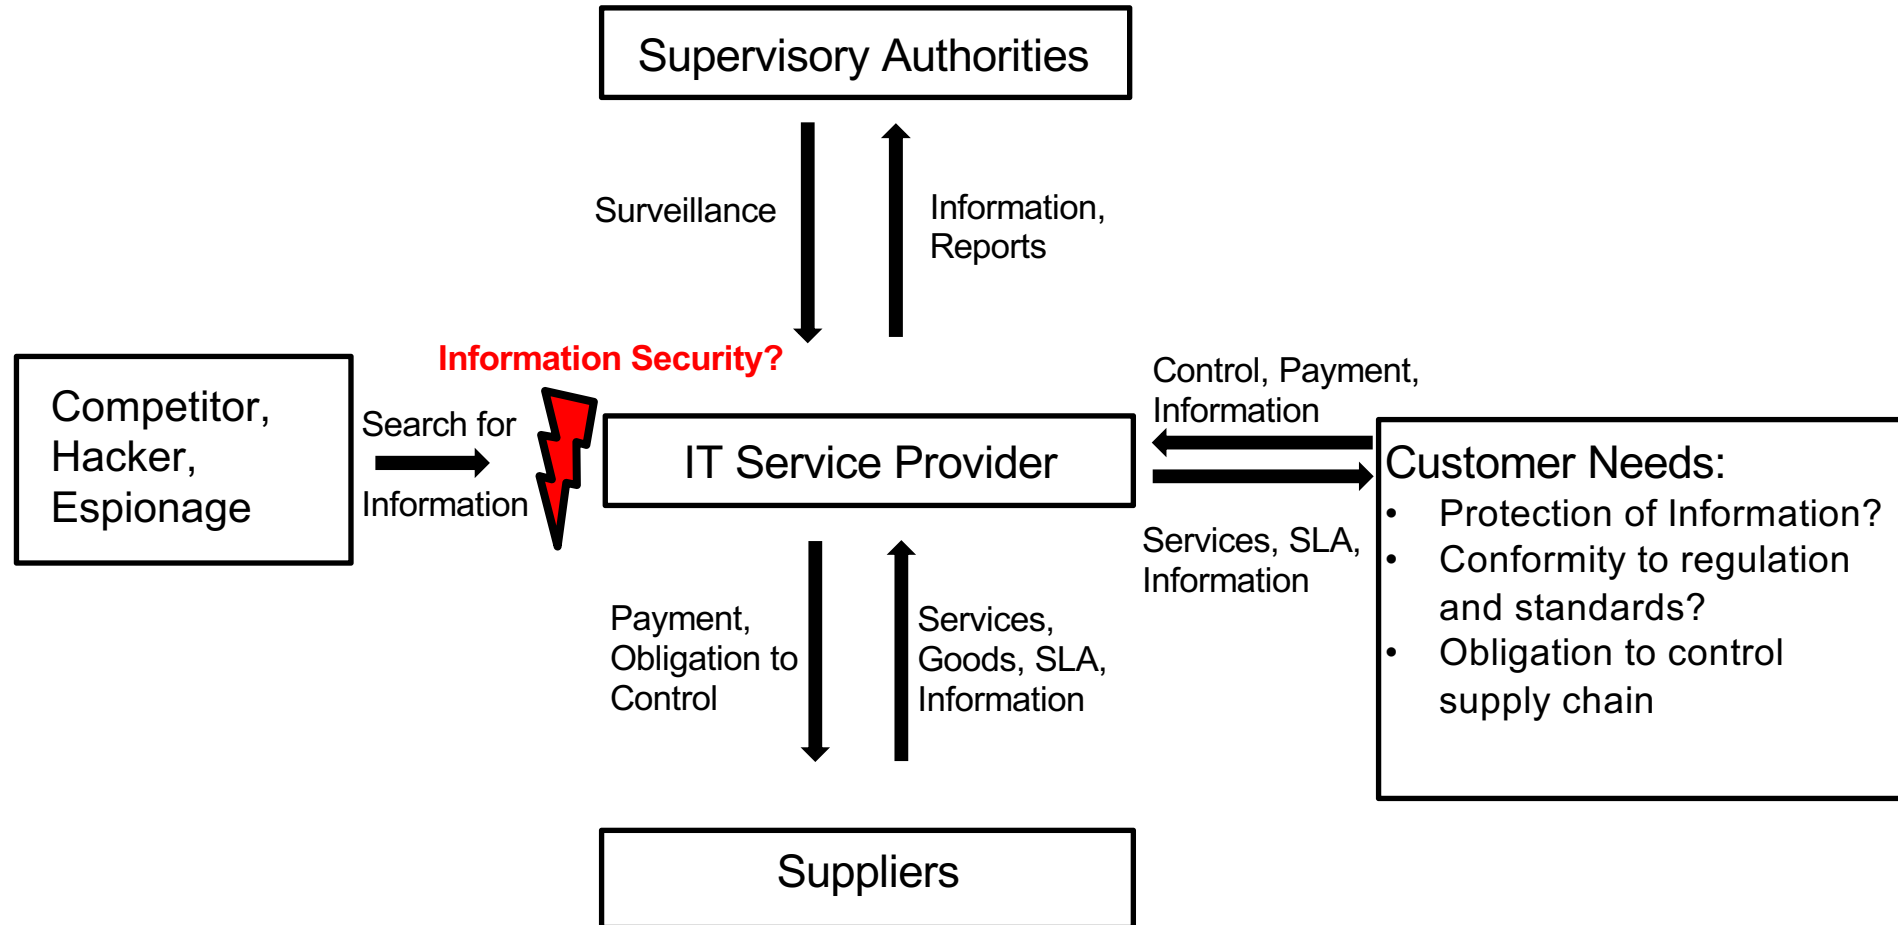 Supervisory Authorities
Surveillance
Information,
Reports
Information Security?
Competitor,
Hacker,
Espionage
Search for
Information
IT Service Provider
Control, Payment,
Information
Services, SLA,
Information
Customer Needs:
• Protection of Information?
• Conformity to regulation
and standards?
• Obligation to control
supply chain
Payment,
Obligation to
Control
Services,
Goods, SLA,
Information
Suppliers